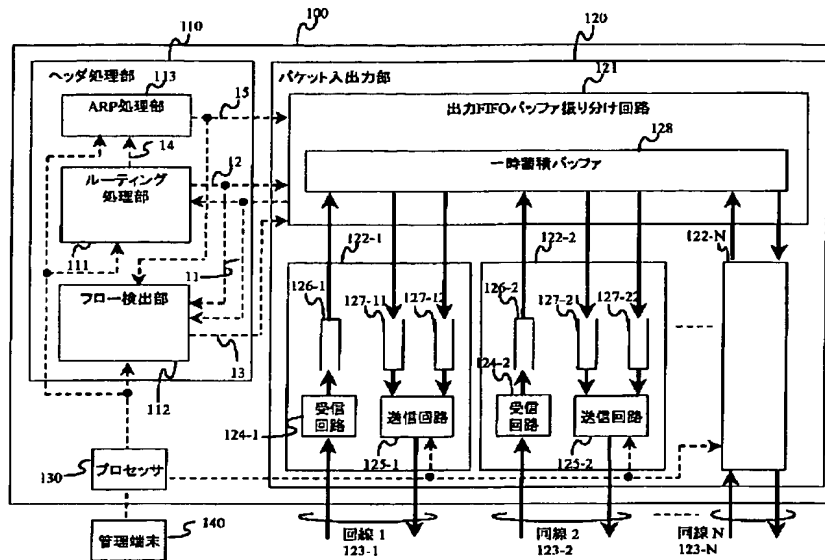 100
110
120
ヘッダ処理部
113
ARP処理部
15
パケット入出力部
121
出力FIFOバッファ振り分け回路
14
128
一時蓄積バッファ
12
ルーティング
処理部
111
11
122-1
122-2
122-N
126-1
127-11
127-12
126-2
127-21
127-22
フロー検出部
13
112
124-2
受信
回路
124-1
送信回路
125-1
受信
回路
送信回路
125-2
130
プロセッサ
140
管理端末
回線 1
123-1
回線 2
123-2
回線 N
123-N